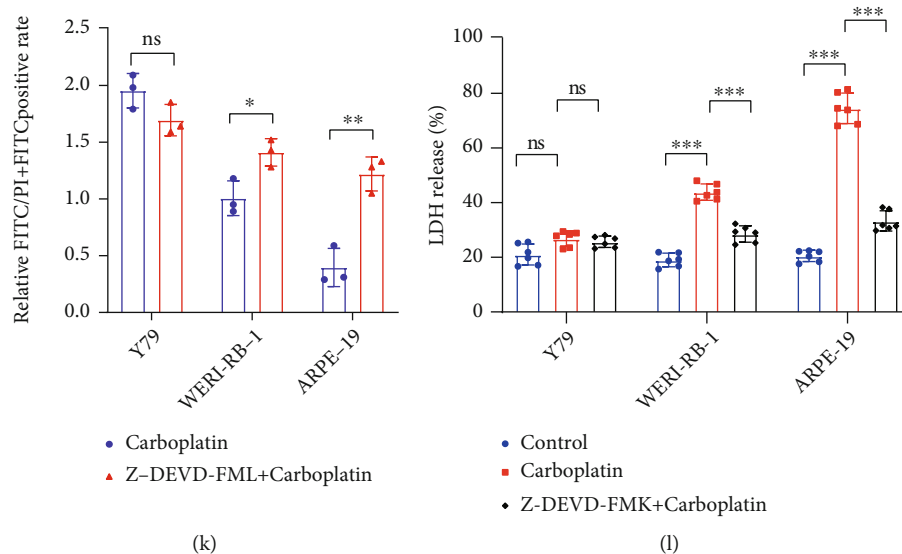 Relative FITC/PI+FITCpositive rate
2.5
2.0
1.5
1.0
0.5
0.0
ns
*
**
Y79
WERI-RB-1
ARPE-19
Carboplatin
Z-DEVD-FML+Carboplatin
(k)
LDH release (%)
100
80
60
40
20
0
ns
ns
***
***
***
***
Y79
WERI-RB-1
ARPE-19
Control
Carboplatin
Z-DEVD-FMK+Carboplatin
(l)